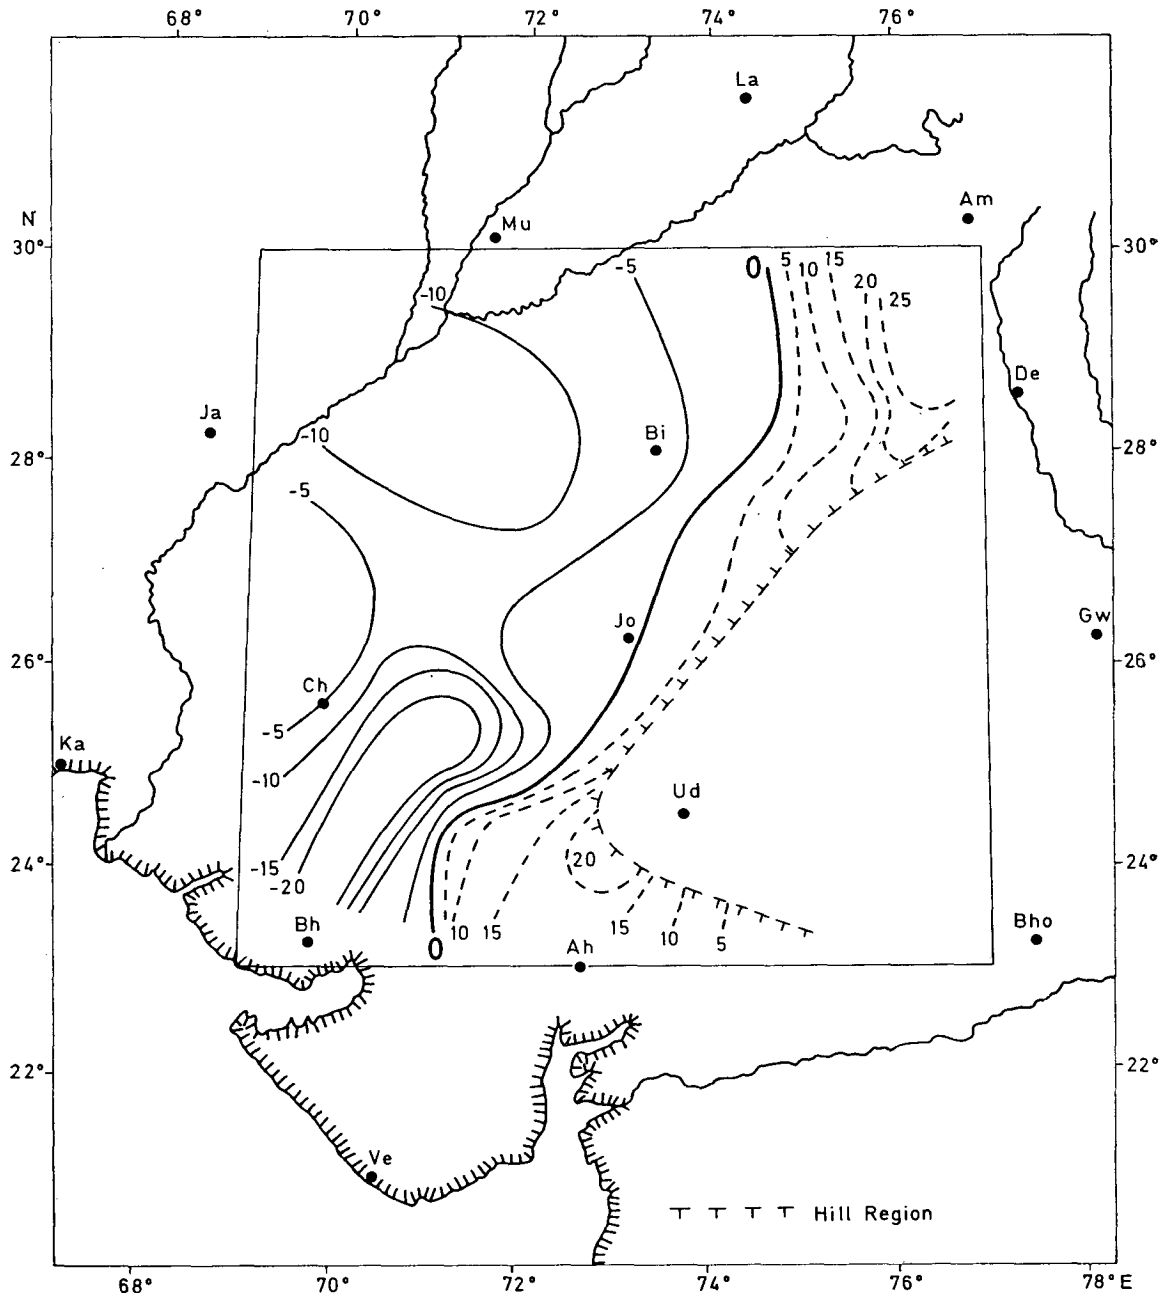 68° 70° 72° 74° 76°
La
Am
N
Mu
30° 30°
-5 0 5 10 15
20
-10 25
De
Ja
-10 Bi
28° 28°
-5
Jo Gw
26° 26°
Ch
-5
Ka
-10
Ud
24° 24°
-15 20
-20
Bh 15 10 5 Bho
0 10 15
Ah
22° 22°
Ve
Hill Region
68° 70° 72° 74° 76° 78°E